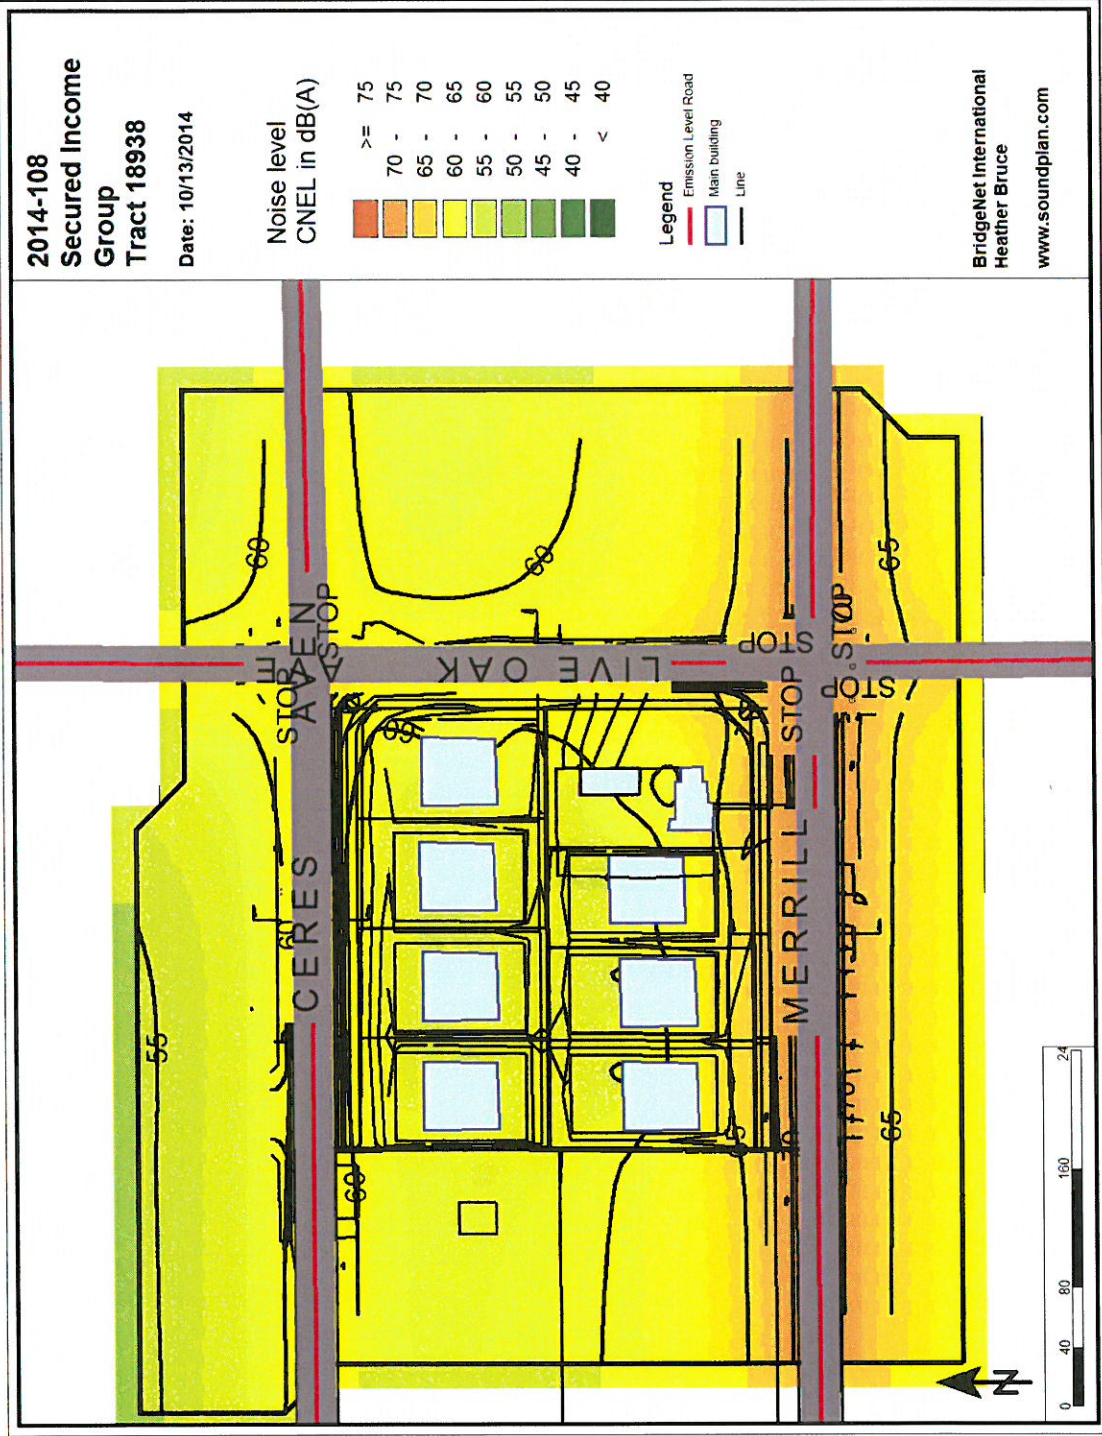 2014-108
Secured Income
Group
Tract 18938
Date: 10/13/2014
Noise level
CNEL in dB(A)
>= 75
70 - 75
65 - 70
60 - 65
55 - 60
50 - 55
45 - 50
40 - 45
< 40
Legend
Emission Level Road
Main building
Line
BridgeNet International
Heather Bruce
www.soundplan.com
CERES AVEN
LIVE OAK AVE
MERRILL
STOP
STOP
STOP
STOP
STOP
STOP
55
60
60
60
60
65
65
N
0 40 80 160 24